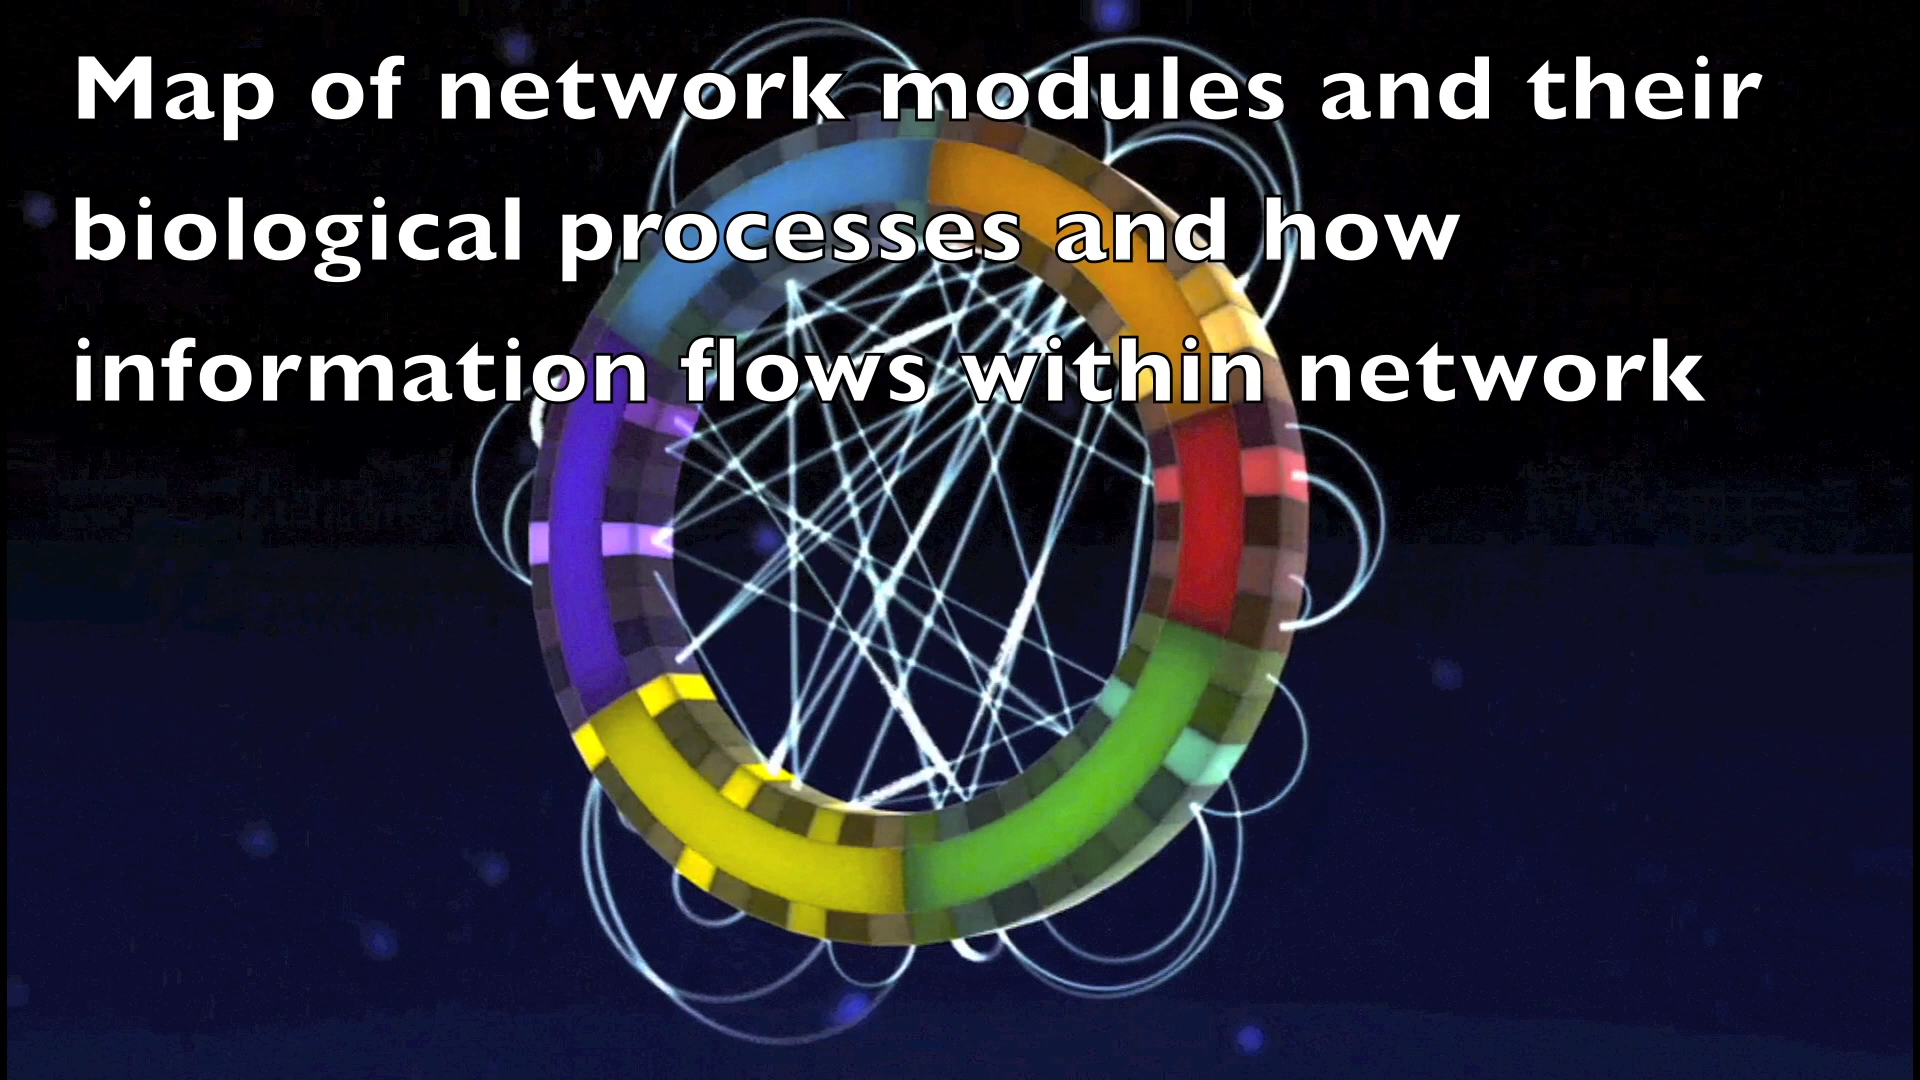 Map of network modules and their
biological processes and how
information flows within network